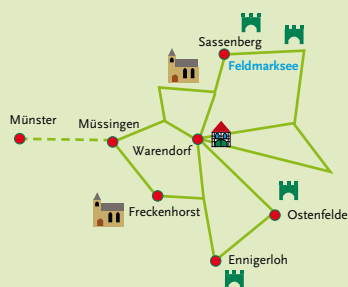 Sassenberg
Feldmarksee
Münster
Müssingen
Warendorf
Freckenhorst
Ostenfelde
Ennigerloh